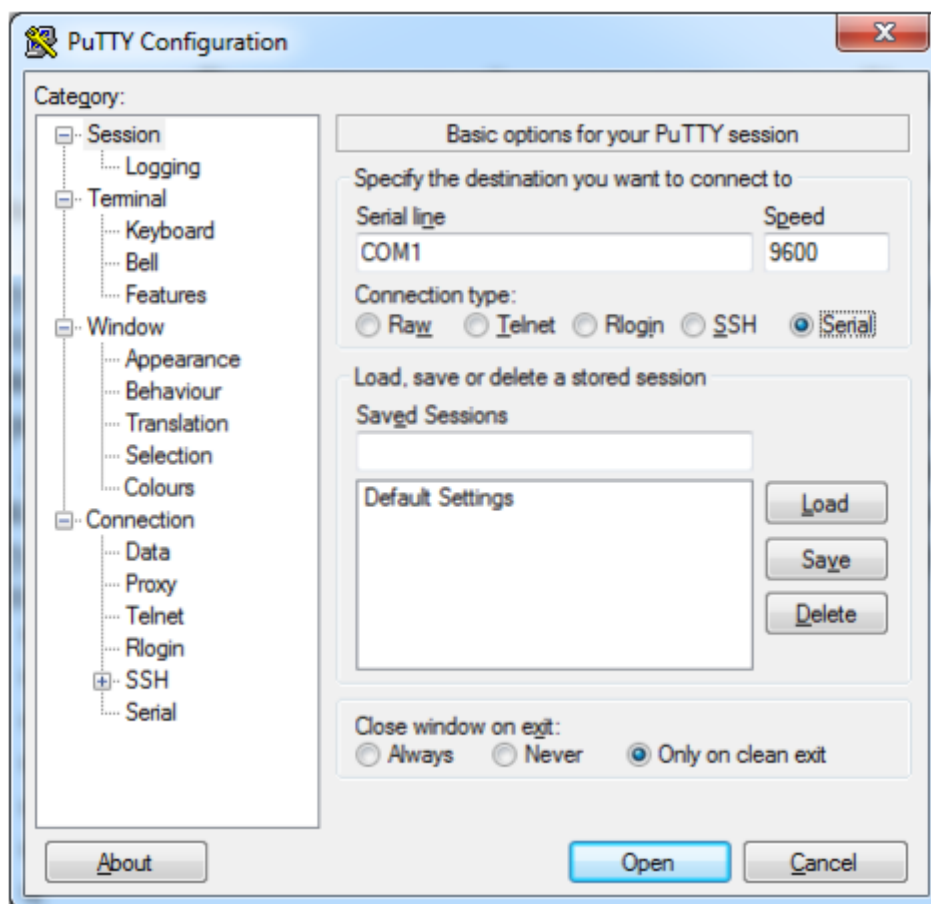 PuTTY Configuration
Category:
Session
Logging
Terminal
Keyboard
Bell
Features
Window
Appearance
Behaviour
Translation
Selection
Colours
Connection
Data
Proxy
Telnet
Rlogin
SSH
Serial
Basic options for your PuTTY session
Specify the destination you want to connect to
Serial line Speed
COM1 9600
Connection type:
Raw Telnet Rlogin SSH Serial
Load, save or delete a stored session
Saved Sessions
Default Settings
Load
Save
Delete
Close window on exit:
Always Never Only on clean exit
About Open Cancel